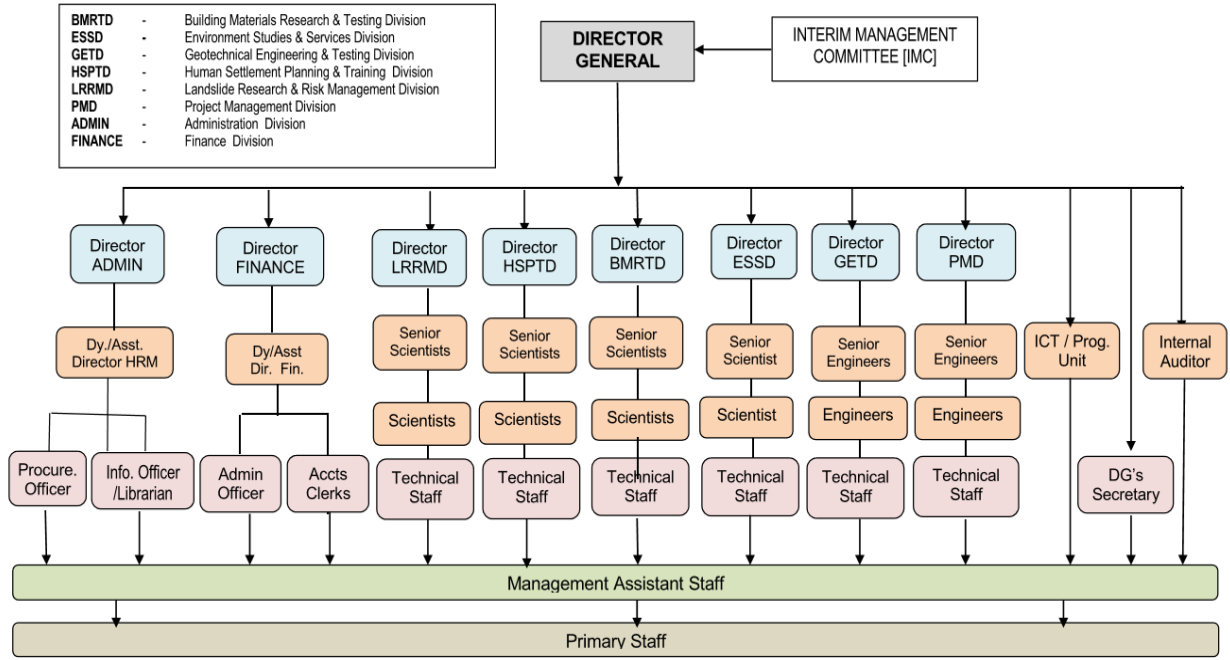 BMRTD - Building Materials Research & Testing Division
ESSD - Environment Studies & Services Division
GETD - Geotechnical Engineering & Testing Division
HSPTD - Human Settlement Planning & Training Division
LRRMD - Landslide Research & Risk Management Division
PMD - Project Management Division
ADMIN - Administration Division
FINANCE - Finance Division
DIRECTOR
GENERAL
INTERIM MANAGEMENT
COMMITTEE [IMC]
Director
ADMIN
Director
FINANCE
Director
LRRMD
Director
HSPTD
Director
BMRTD
Director
ESSD
Director
GETD
Director
PMD
Dy./Asst.
Director HRM
Dy/Asst
Dir. Fin.
Senior
Scientists
Senior
Scientists
Senior
Scientists
Senior
Scientist
Senior
Engineers
Senior
Engineers
ICT / Prog.
Unit
Internal
Auditor
Scientists
Scientists
Scientists
Scientist
Engineers
Engineers
Procure.
Officer
Info. Officer
/Librarian
Admin
Officer
Accts
Clerks
Technical
Staff
Technical
Staff
Technical
Staff
Technical
Staff
Technical
Staff
Technical
Staff
DG's
Secretary
Management Assistant Staff
Primary Staff